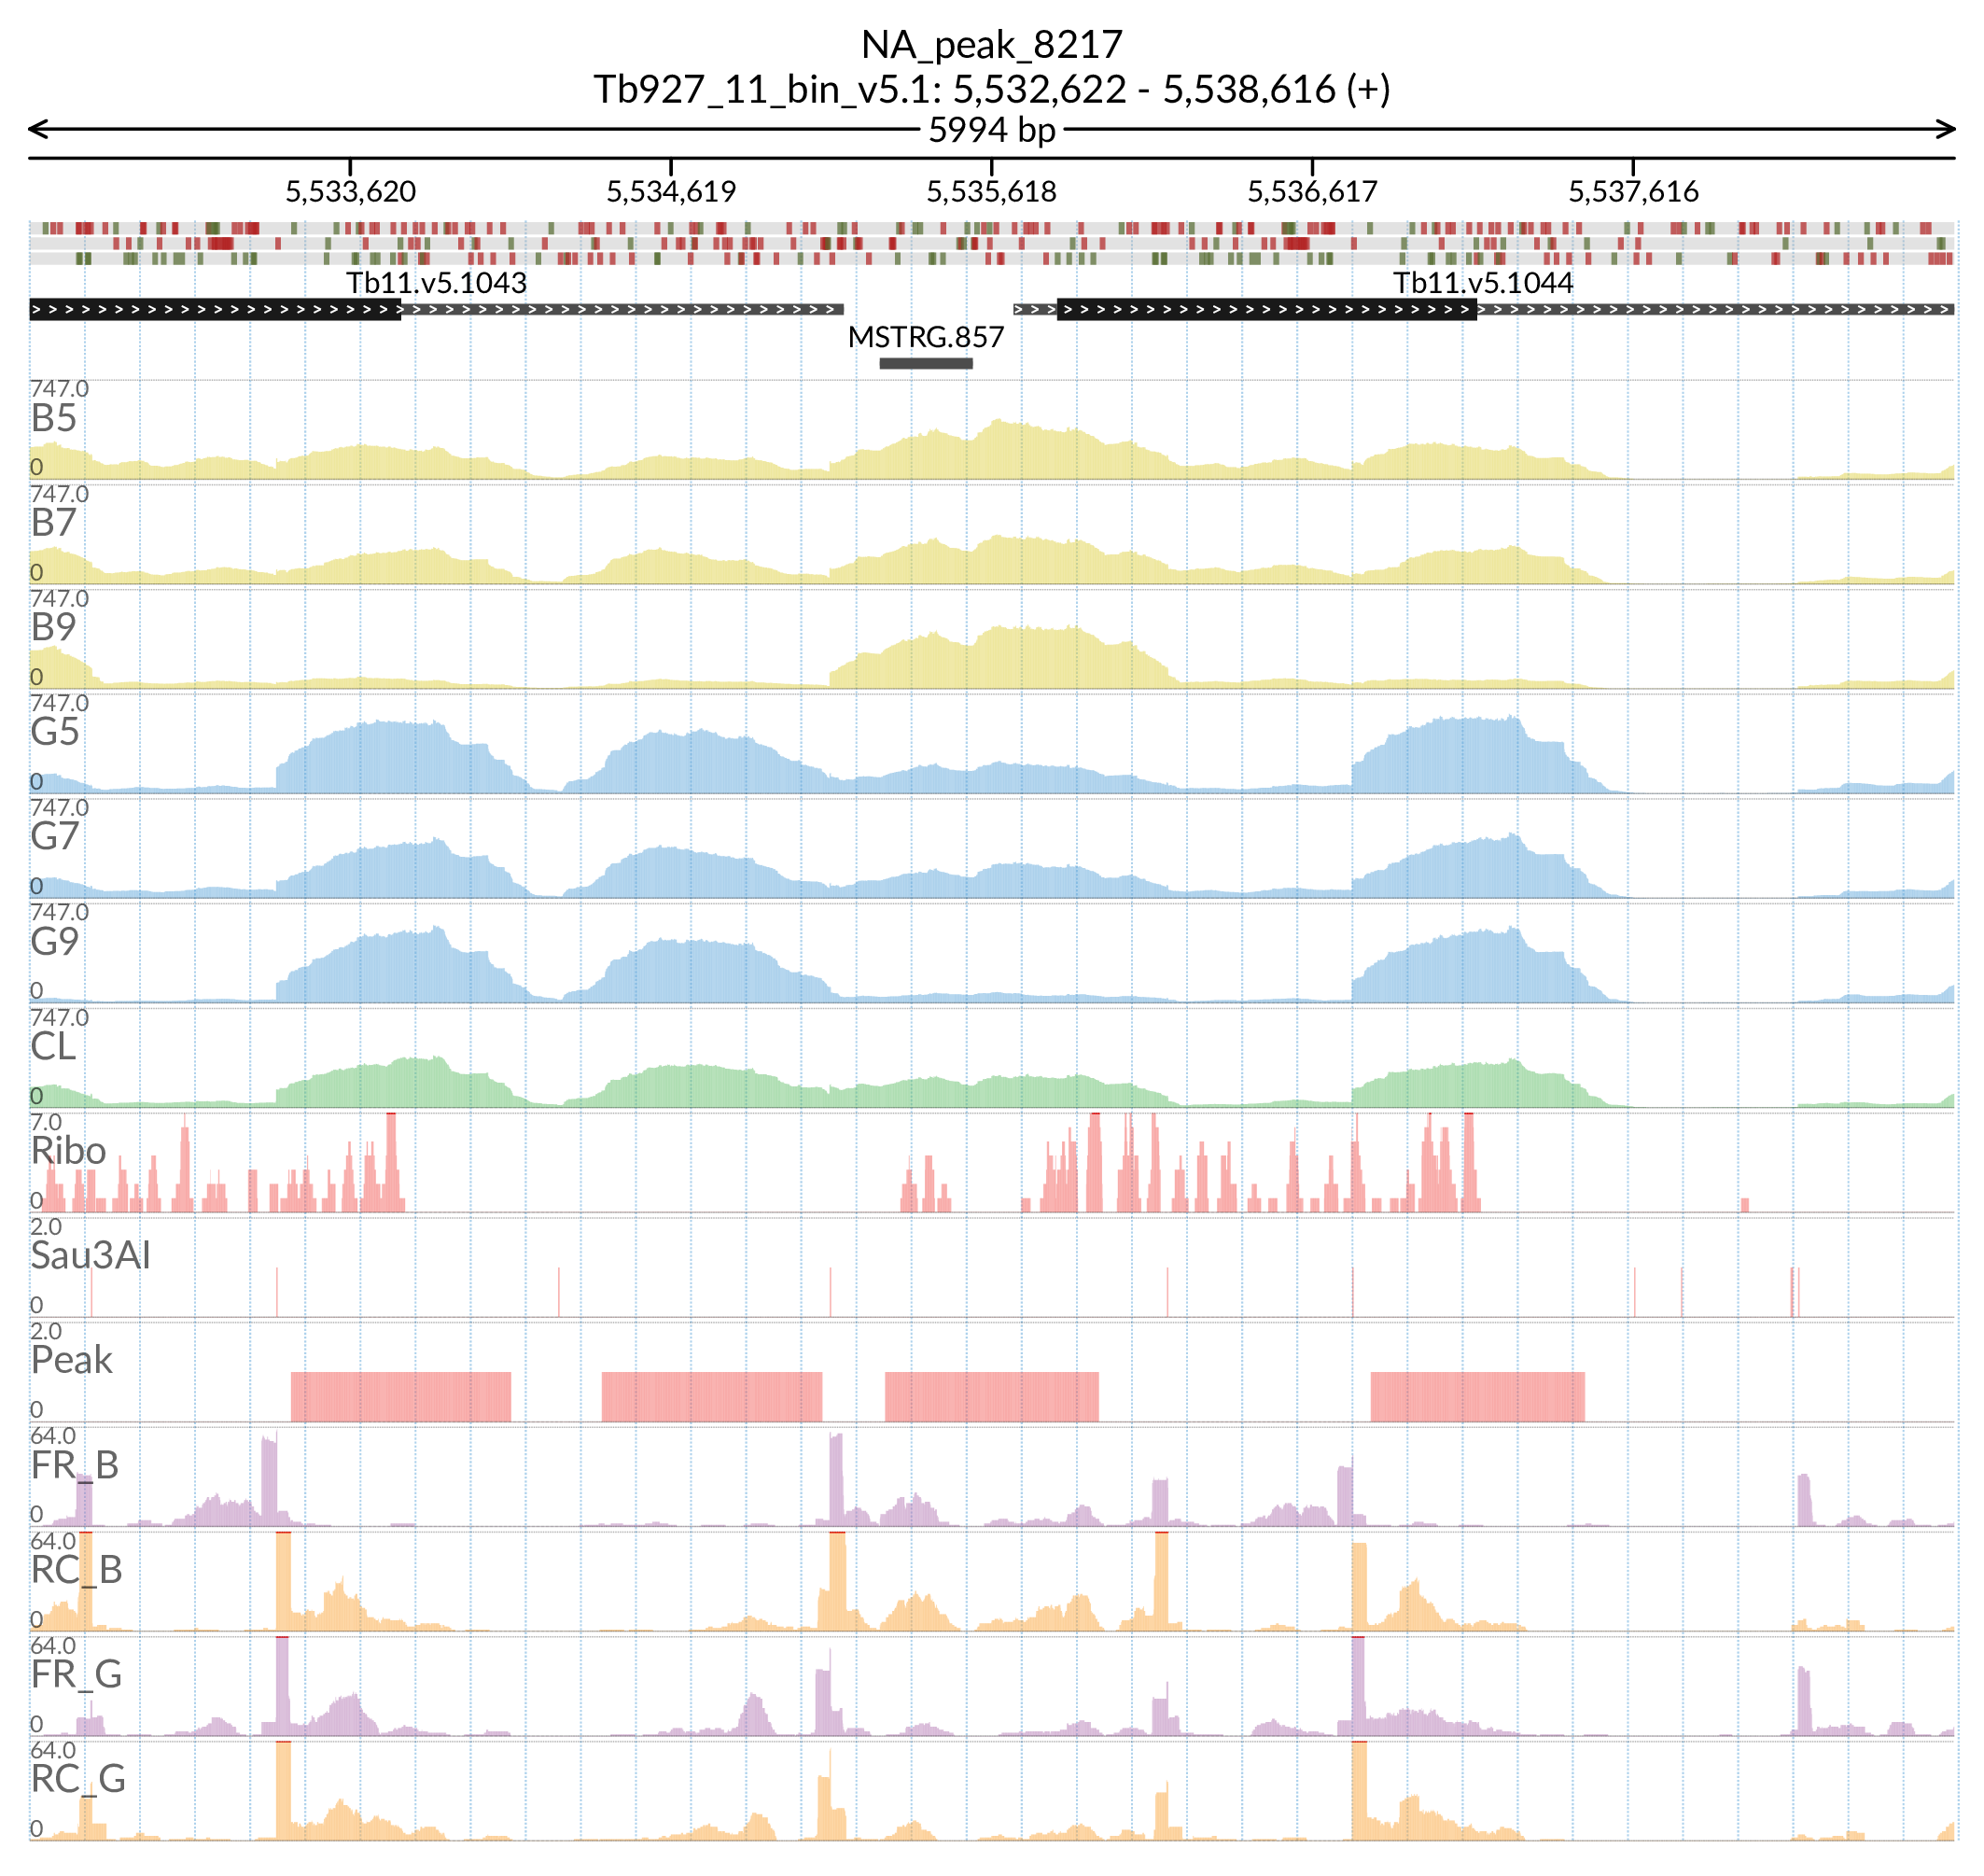 NA_peak_8217
Tb927_11_bin_v5.1: 5,532,622 - 5,538,616 (+)
5994 bp
5,533,620 5,534,619 5,535,618 5,536,617 5,537,616
Tb11.v5.1043 Tb11.v5.1044
MSTRG.857
747.0
B5
0
747.0
B7
0
747.0
B9
0
747.0
G5
0
747.0
G7
0
747.0
G9
0
747.0
CL
0
7.0
Ribo
0
2.0
Sau3AI
0
2.0
Peak
0
64.0
FR_B
0
64.0
RC_B
0
64.0
FR_G
0
64.0
RC_G
0